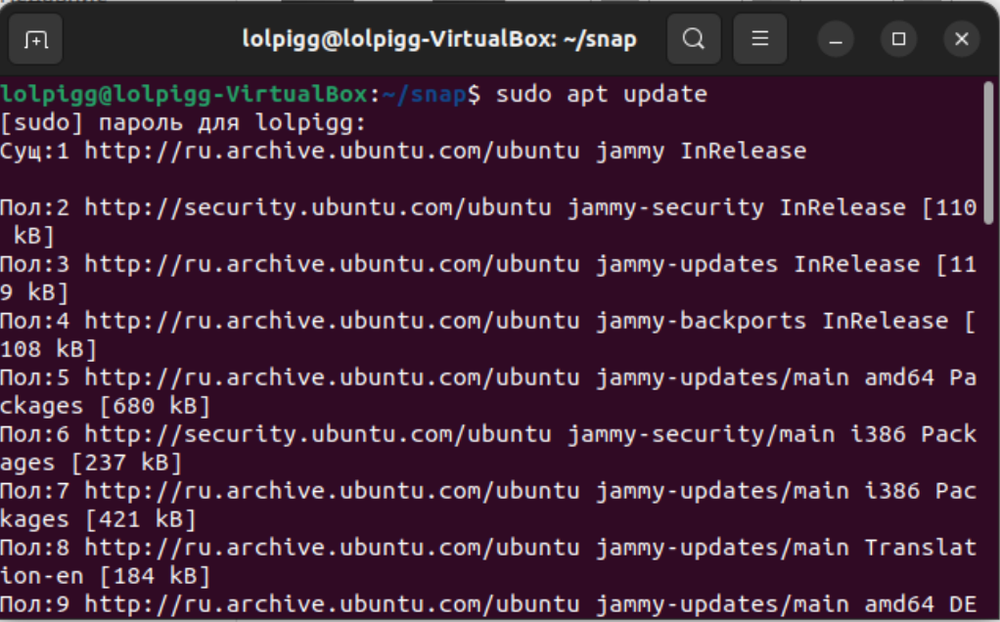 lolpigg@lolpigg-VirtualBox: ~/snap
lolpigg@lolpigg-VirtualBox:~/snap$ sudo apt update
[sudo] пароль для lolpigg:
Сущ:1 http://ru.archive.ubuntu.com/ubuntu jammy InRelease
Пол:2 http://security.ubuntu.com/ubuntu jammy-security InRelease [110
 kB]
Пол:3 http://ru.archive.ubuntu.com/ubuntu jammy-updates InRelease [11
9 kB]
Пол:4 http://ru.archive.ubuntu.com/ubuntu jammy-backports InRelease [
108 kB]
Пол:5 http://ru.archive.ubuntu.com/ubuntu jammy-updates/main amd64 Pa
ckages [680 kB]
Пол:6 http://security.ubuntu.com/ubuntu jammy-security/main i386 Pack
ages [237 kB]
Пол:7 http://ru.archive.ubuntu.com/ubuntu jammy-updates/main i386 Pac
kages [421 kB]
Пол:8 http://ru.archive.ubuntu.com/ubuntu jammy-updates/main Translat
ion-en [184 kB]
Пол:9 http://ru.archive.ubuntu.com/ubuntu jammy-updates/main amd64 DE